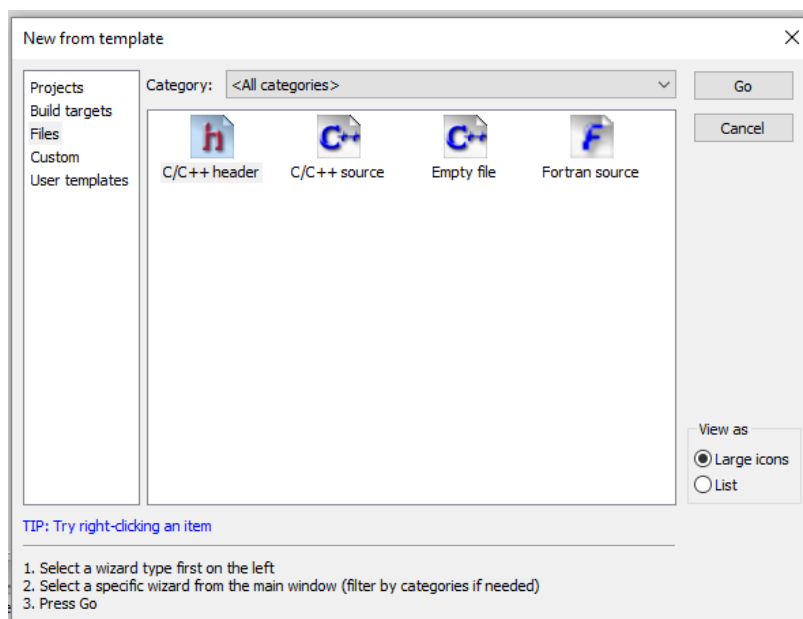 New from template
Projects
Build targets
Files
Custom
User templates
Category: <All categories>
Go
Cancel
h
C++
C++
F
C/C++ header
C/C++ source
Empty file
Fortran source
View as
Large icons
List
TIP: Try right-clicking an item
1. Select a wizard type first on the left
2. Select a specific wizard from the main window (filter by categories if needed)
3. Press Go